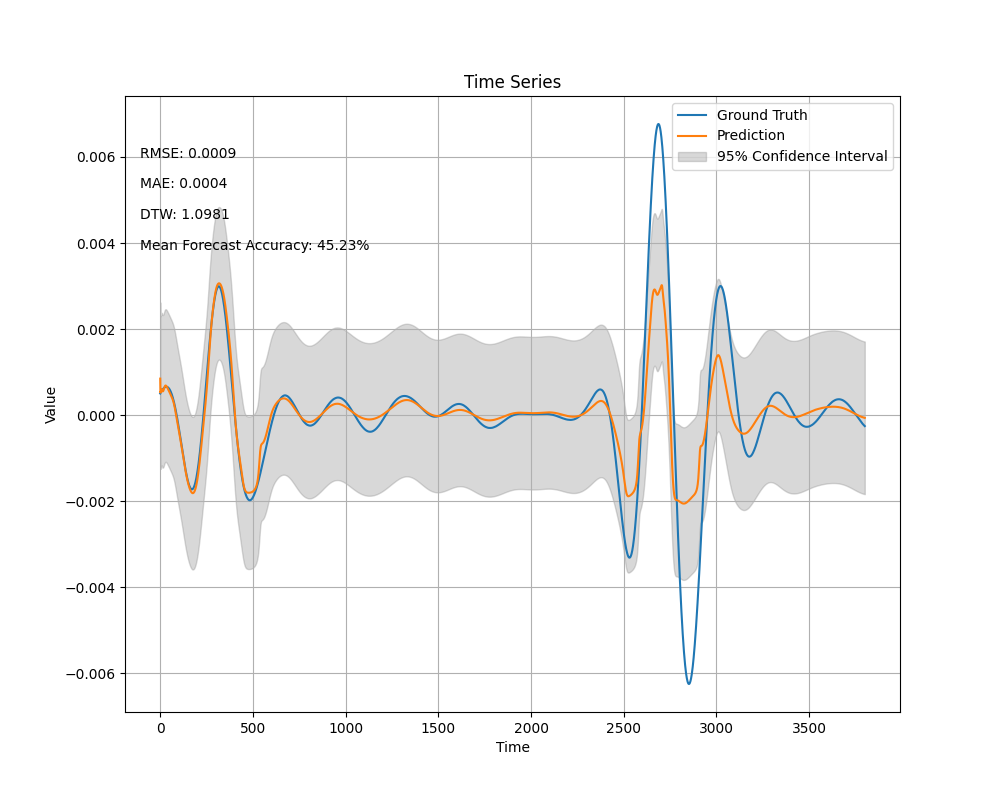 Time Series
Ground Truth
Prediction
95% Confidence Interval
RMSE: 0.0009
MAE: 0.0004
DTW: 1.0981
Mean Forecast Accuracy: 45.23%
0.006
0.004
0.002
0.000
−0.002
−0.004
−0.006
Value
0 500 1000 1500 2000 2500 3000 3500
Time